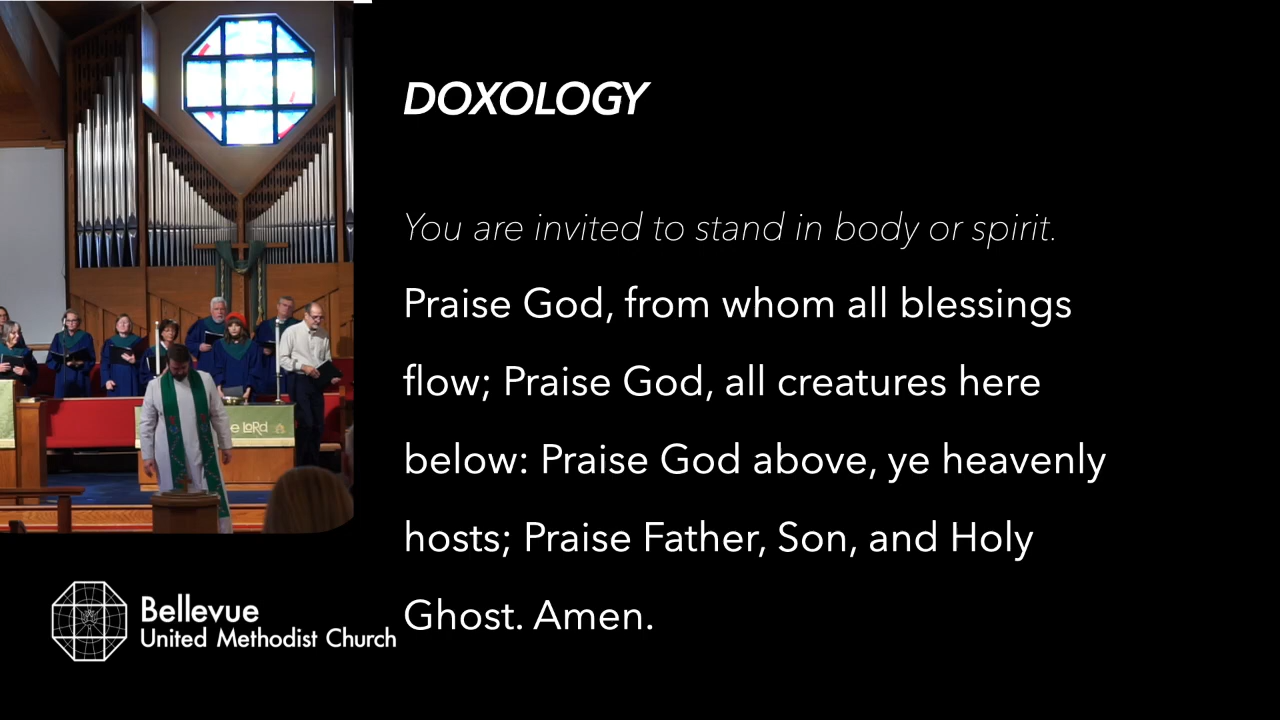 DOXOLOGY
You are invited to stand in body or spirit.
Praise God, from whom all blessings
flow; Praise God, all creatures here
below: Praise God above, ye heavenly
hosts; Praise Father, Son, and Holy
Ghost. Amen.
e LoRd
Bellevue
United Methodist Church